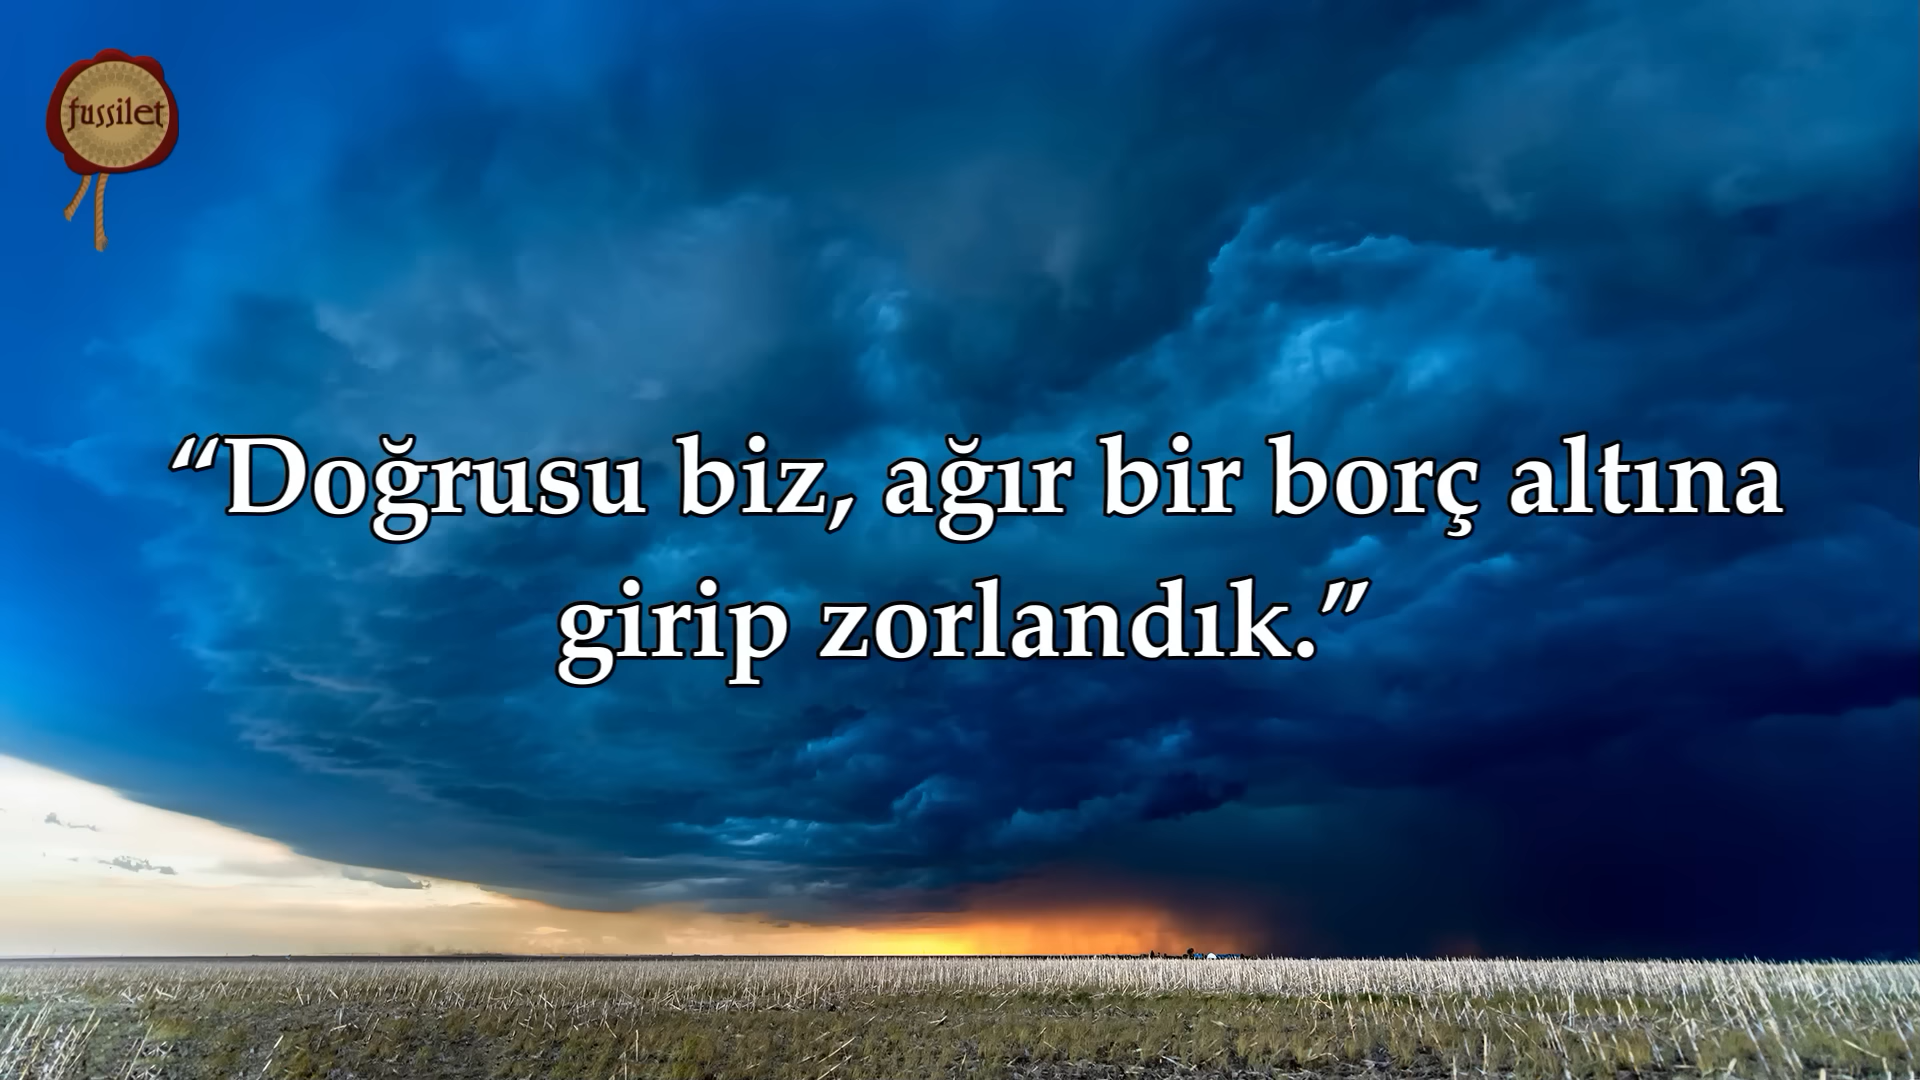 fussilet
“Doğrusu biz, ağır bir borç altına
girip zorlandık.”